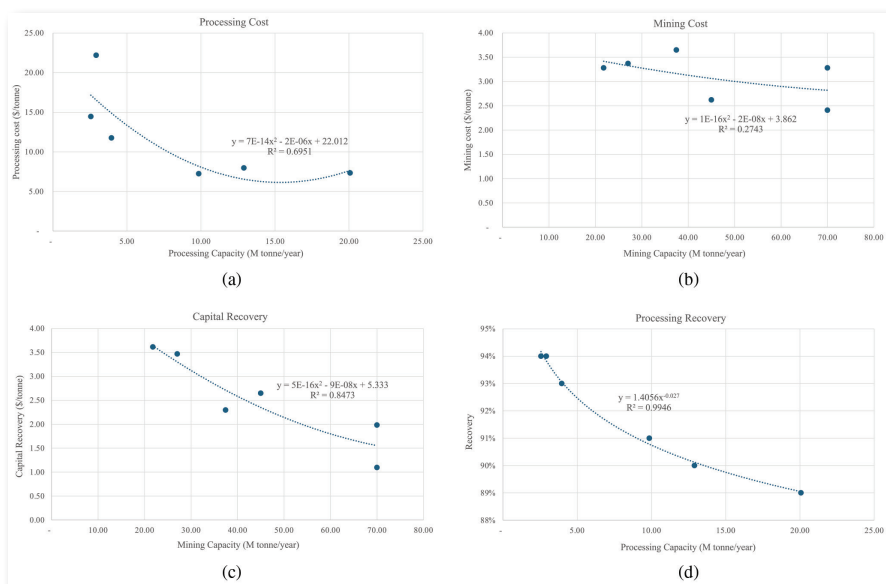 Processing Cost
25.00
20.00
15.00
10.00
5.00
-
Processing cost ($/tonne)
y = 7E-14x² - 2E-06x + 22.012
R² = 0.6951
- 5.00 10.00 15.00 20.00 25.00
Processing Capacity (M tonne/year)
(a)
Mining Cost
4.00
3.50
3.00
2.50
2.00
1.50
1.00
0.50
-
Mining cost ($/tonne)
y = 1E-16x² - 2E-08x + 3.862
R² = 0.2743
- 10.00 20.00 30.00 40.00 50.00 60.00 70.00 80.00
Mining Capacity (M tonne/year)
(b)
Capital Recovery
4.00
3.50
3.00
2.50
2.00
1.50
1.00
0.50
0.00
Capital Recovery ($/tonne)
y = 5E-16x² - 9E-08x + 5.333
R² = 0.8473
- 10.00 20.00 30.00 40.00 50.00 60.00 70.00 80.00
Mining Capacity (M tonne/year)
(c)
Processing Recovery
95%
94%
93%
92%
91%
90%
89%
88%
Recovery
y = 1.4056x⁻⁰·⁰²⁷
R² = 0.9946
- 5.00 10.00 15.00 20.00 25.00
Processing Capacity (M tonne/year)
(d)